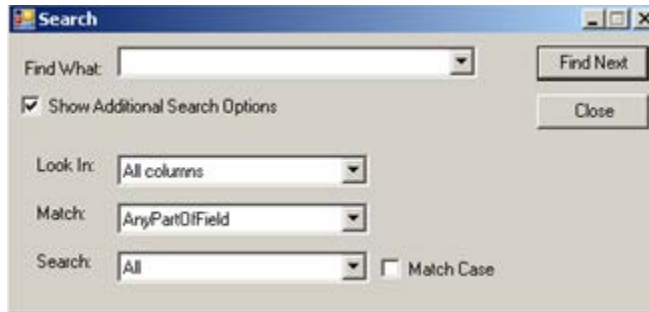 Search
Find What:
Find Next
Show Additional Search Options
Close
Look In:
All columns
Match:
AnyPartOfField
Search:
All
Match Case